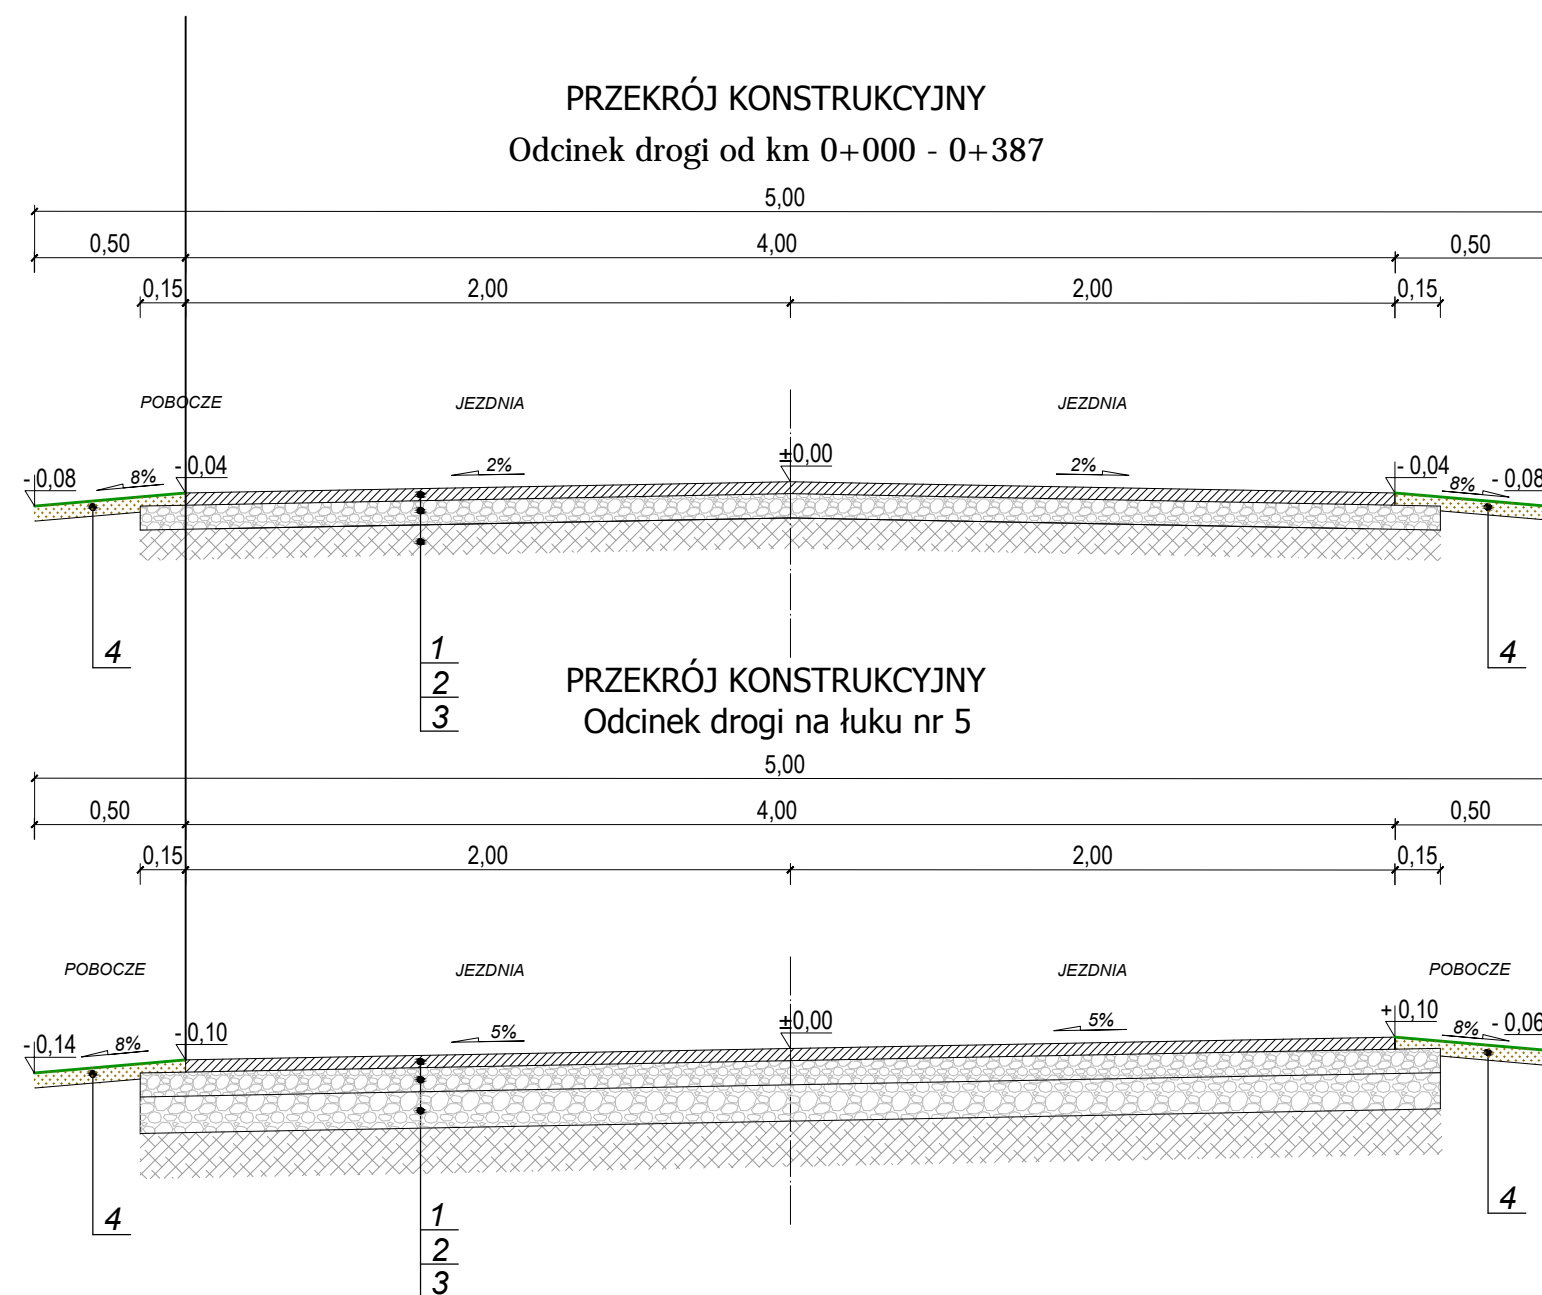 PRZEKRÓJ KONSTRUKCYJNY
Odcinek drogi od km 0+000 - 0+387
5,00
0,50 4,00 0,50
0,15 2,00 2,00 0,15
POBOCZE JEZDNIA JEZDNIA
- 0,08 8% - 0,04 2% ±0,00 2% - 0,04 8% - 0,08
4 1 4
2
3
PRZEKRÓJ KONSTRUKCYJNY
Odcinek drogi na łuku nr 5
5,00
0,50 4,00 0,50
0,15 2,00 2,00 0,15
POBOCZE JEZDNIA JEZDNIA POBOCZE
- 0,14 8% - 0,10 5% ±0,00 5% + 0,10 8% - 0,06
4 1 4
2
3